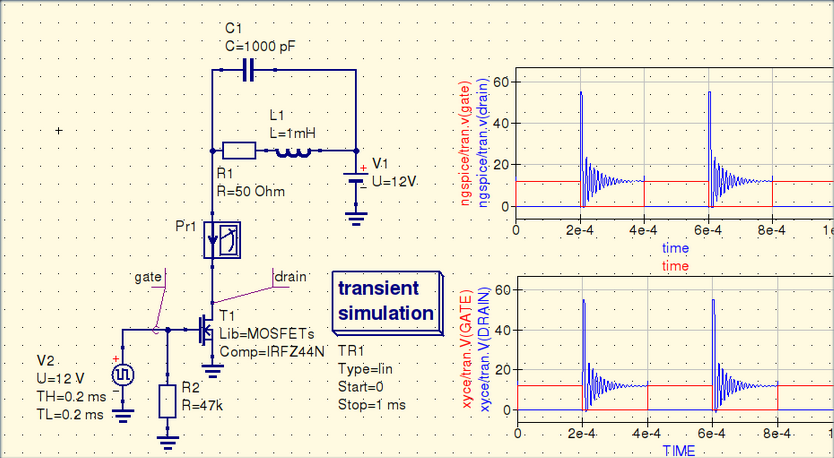 C1
C=1000 pF
L1
L=1mH
R1
R=50 Ohm
+
V1
U=12V
−
Pr1
gate
drain
T1
Lib=MOSFETs
Comp=IRFZ44N
V2
U=12 V
TH=0.2 ms
TL=0.2 ms
+
−
R2
R=47k
transient
simulation
TR1
Type=lin
Start=0
Stop=1 ms
ngspice/tran.v(gate)
ngspice/tran.v(drain)
60
40
20
0
0 2e-4 4e-4 6e-4 8e-4 1e
time
time
xyce/tran.V(GATE)
xyce/tran.V(DRAIN)
60
40
20
0
0 2e-4 4e-4 6e-4 8e-4 1e
TIME